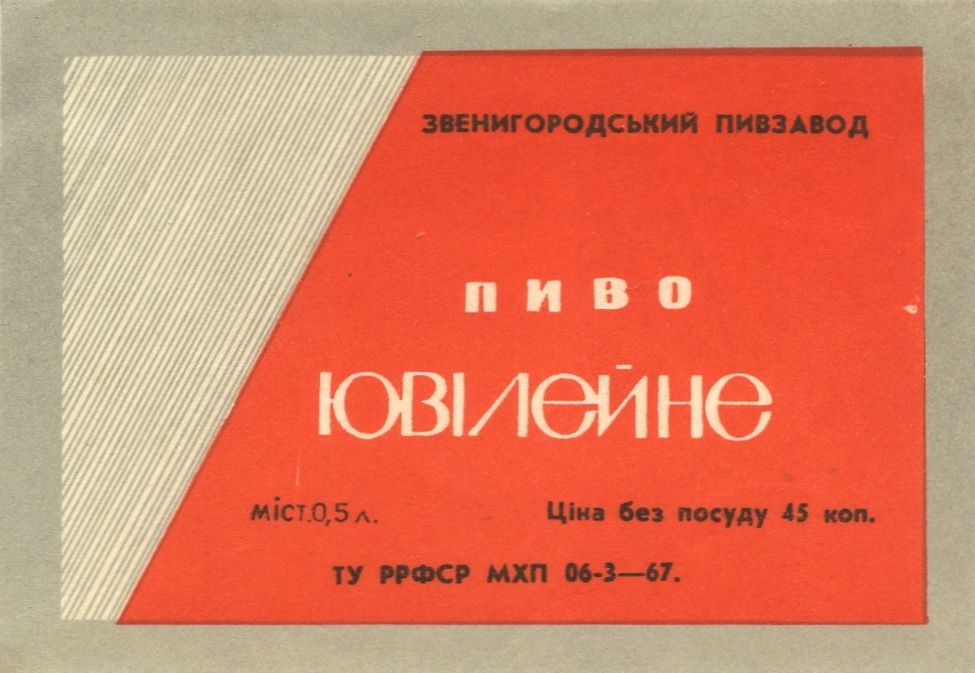 ЗВЕНИГОРОДСЬКИЙ ПИВЗАВОД
ПИВО
ЮВІЛЕЙНЕ
міст.0,5 л. Ціна без посуду 45 коп.
ТУ РРФСР МХП 06-3—67.